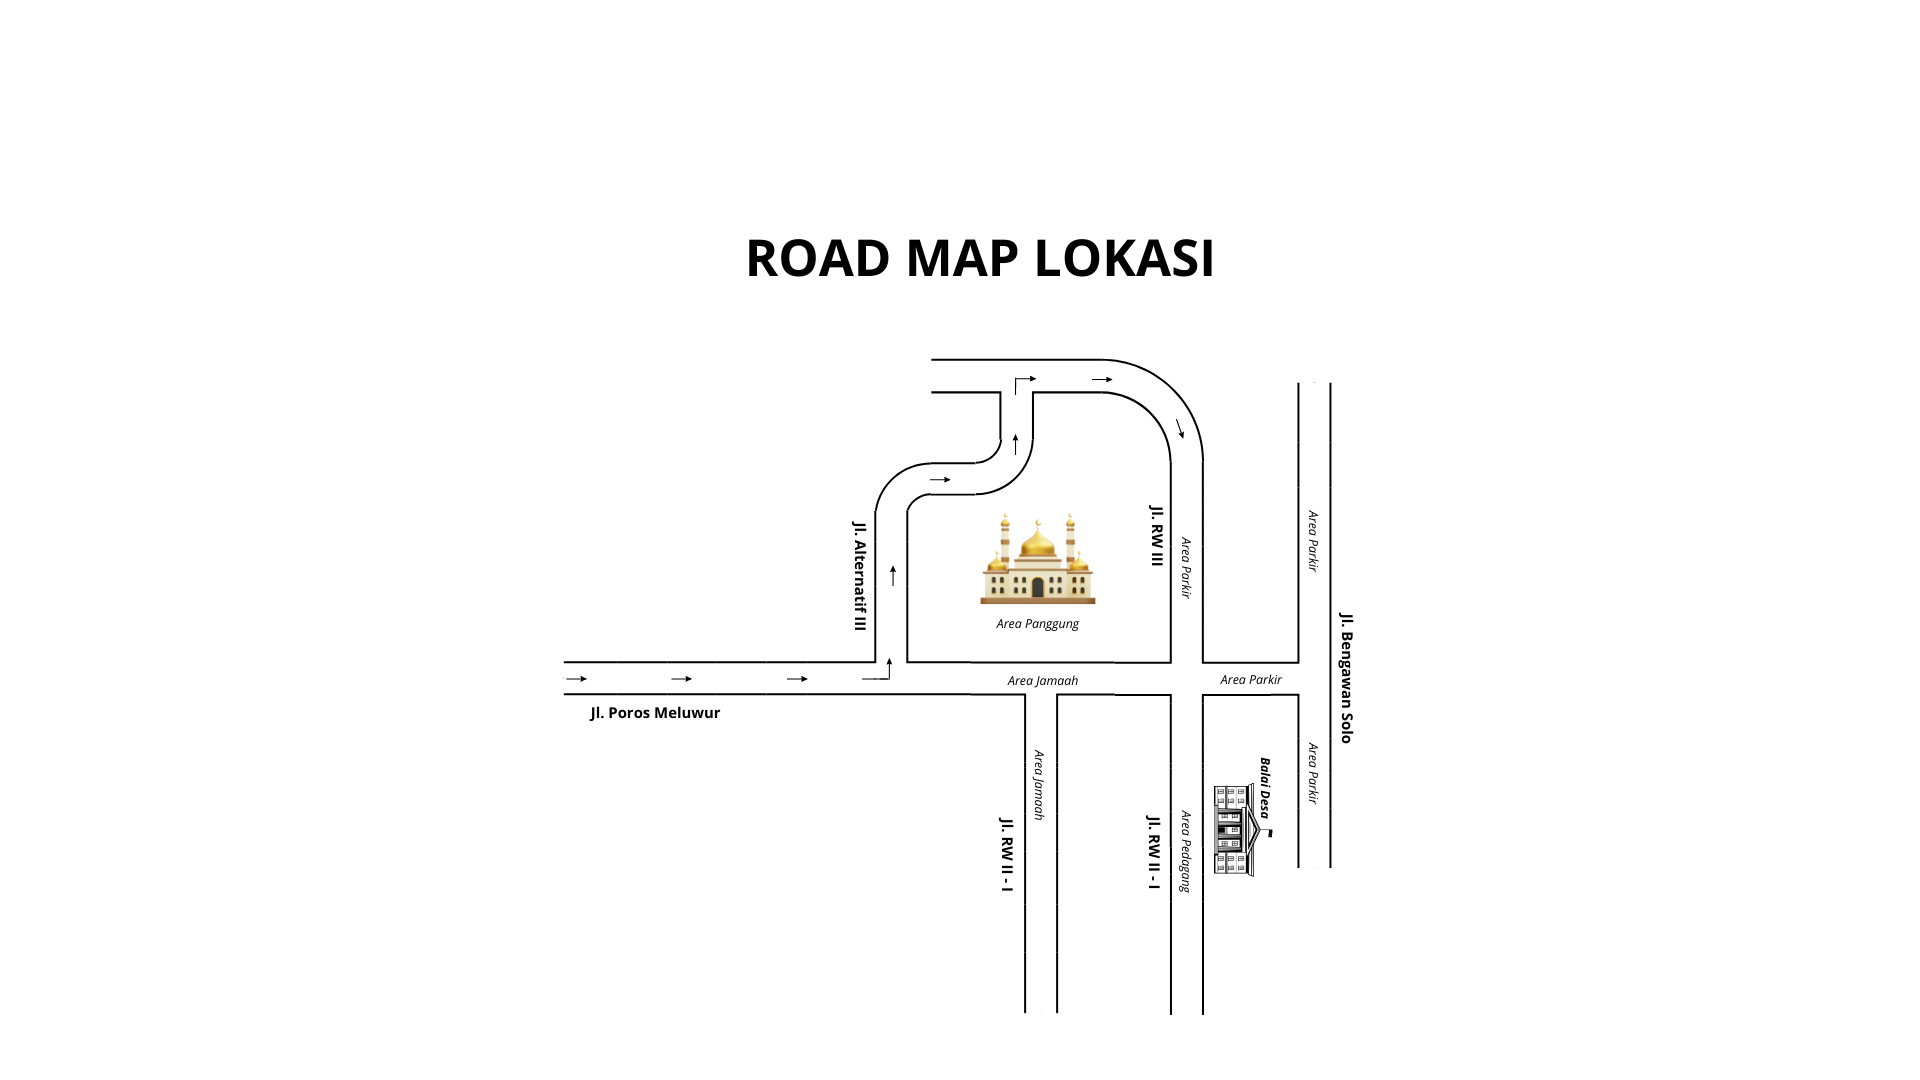 ROAD MAP LOKASI
Jl. Alternatif III
Jl. RW III
Area Parkir
Area Parkir
Area Panggung
Jl. Bengawan Solo
Area Jamaah
Area Parkir
Jl. Poros Meluwur
Area Jamaah
Jl. RW II - I
Jl. RW II - I
Area Pedagang
Balai Desa
Area Parkir